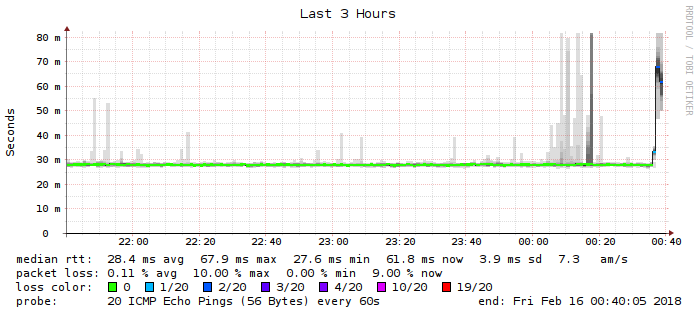 Last 3 Hours
RRDTOOL / TOBI OETIKER
Seconds
80 m
70 m
60 m
50 m
40 m
30 m
20 m
10 m
0
22:00 22:20 22:40 23:00 23:20 23:40 00:00 00:20 00:40
median rtt: 28.4 ms avg 67.9 ms max 27.6 ms min 61.8 ms now 3.9 ms sd 7.3 am/s
packet loss: 0.11 % avg 10.00 % max 0.00 % min 9.00 % now
loss color: 0 1/20 2/20 3/20 4/20 10/20 19/20
probe: 20 ICMP Echo Pings (56 Bytes) every 60s end: Fri Feb 16 00:40:05 2018